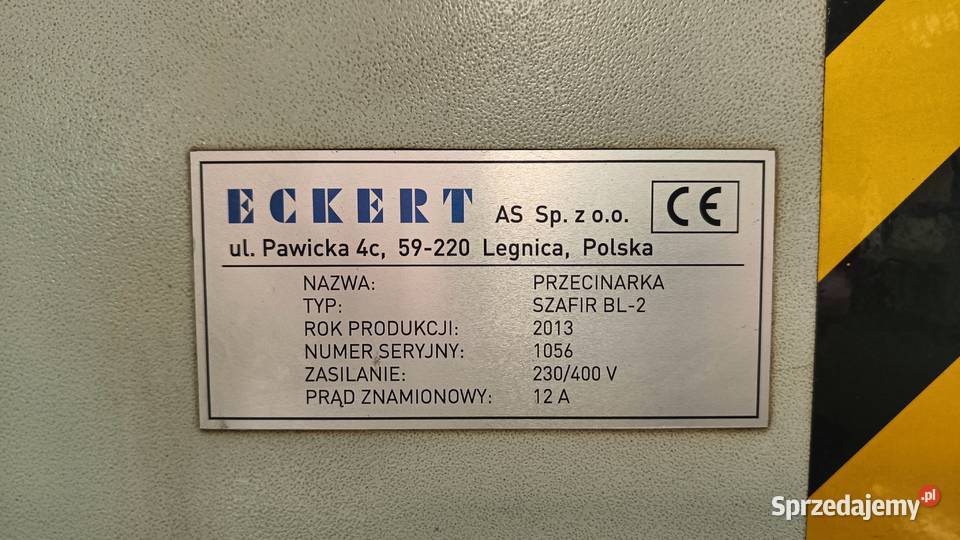 ECKERT AS Sp. z o.o. CE
ul. Pawicka 4c, 59-220 Legnica, Polska
NAZWA: PRZECINARKA
TYP: SZAFIR BL-2
ROK PRODUKCJI: 2013
NUMER SERYJNY: 1056
ZASILANIE: 230/400 V
PRĄD ZNAMIONOWY: 12 A
Sprzedajemy.pl